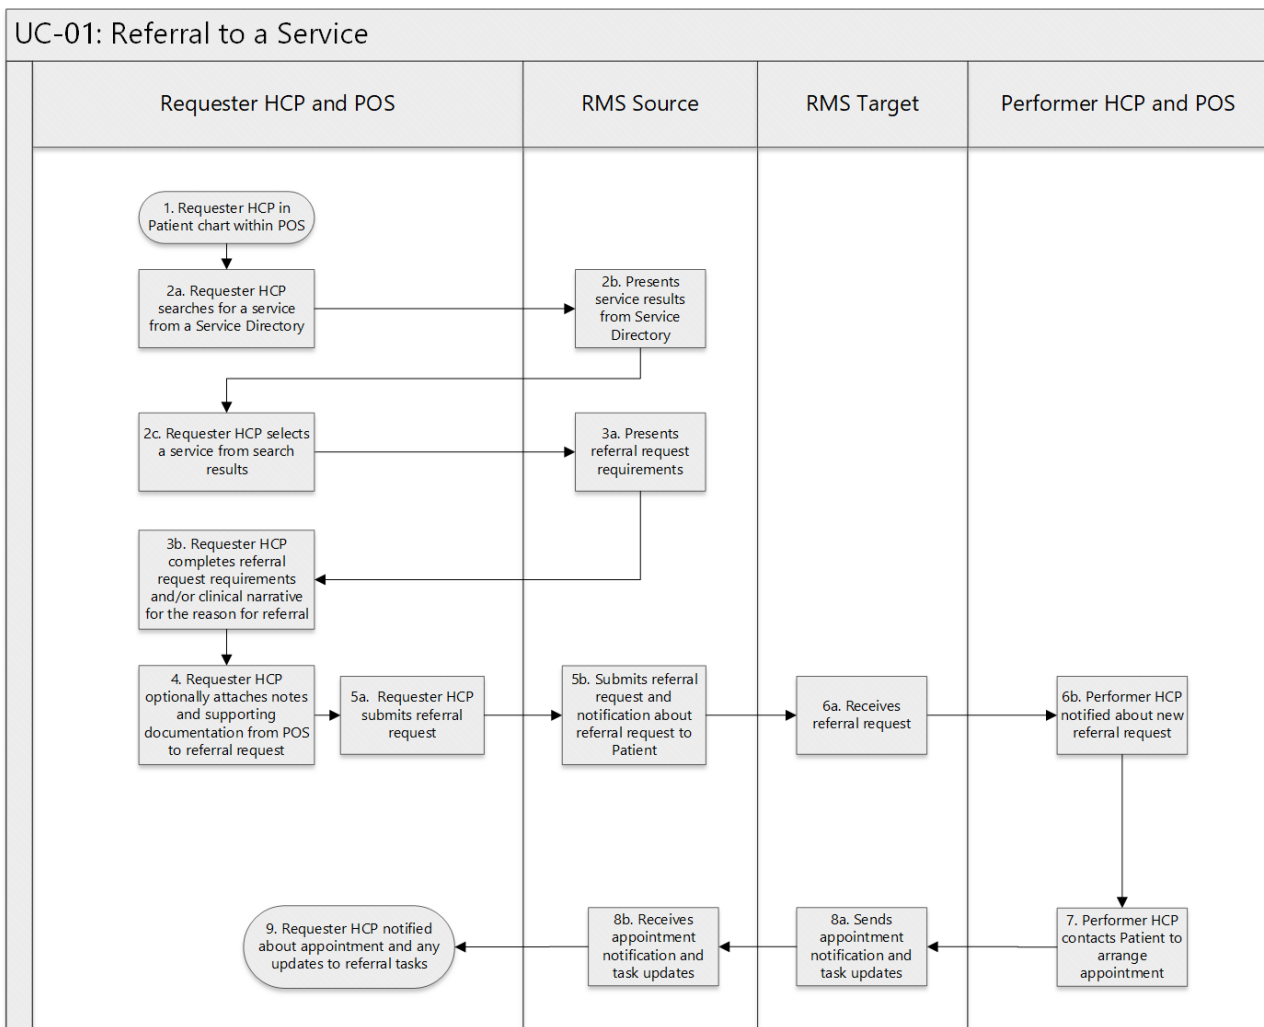 UC-01: Referral to a Service
Requester HCP and POS
RMS Source
RMS Target
Performer HCP and POS
1. Requester HCP in
Patient chart within POS
2a. Requester HCP
searches for a service
from a Service Directory
2b. Presents
service results
from Service
Directory
2c. Requester HCP selects
a service from search
results
3a. Presents
referral request
requirements
3b. Requester HCP
completes referral
request requirements
and/or clinical narrative
for the reason for referral
4. Requester HCP
optionally attaches notes
and supporting
documentation from POS
to referral request
5a. Requester HCP
submits referral
request
5b. Submits referral
request and
notification about
referral request to
Patient
6a. Receives
referral request
6b. Performer HCP
notified about new
referral request
7. Performer HCP
contacts Patient to
arrange
appointment
8a. Sends
appointment
notification and
task updates
8b. Receives
appointment
notification and
task updates
9. Requester HCP notified
about appointment and any
updates to referral tasks